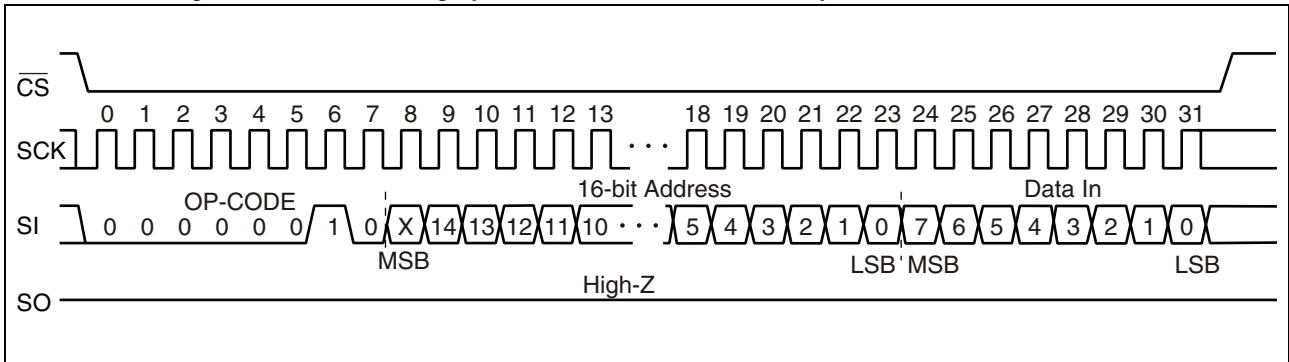 CS
0 1 2 3 4 5 6 7 8 9 10 11 12 13 18 19 20 21 22 23 24 25 26 27 28 29 30 31
SCK ...
OP-CODE 16-bit Address Data In
SI 0 0 0 0 0 0 1 0 X 14 13 12 11 10 ... 5 4 3 2 1 0 7 6 5 4 3 2 1 0
MSB LSB MSB LSB
High-Z
SO